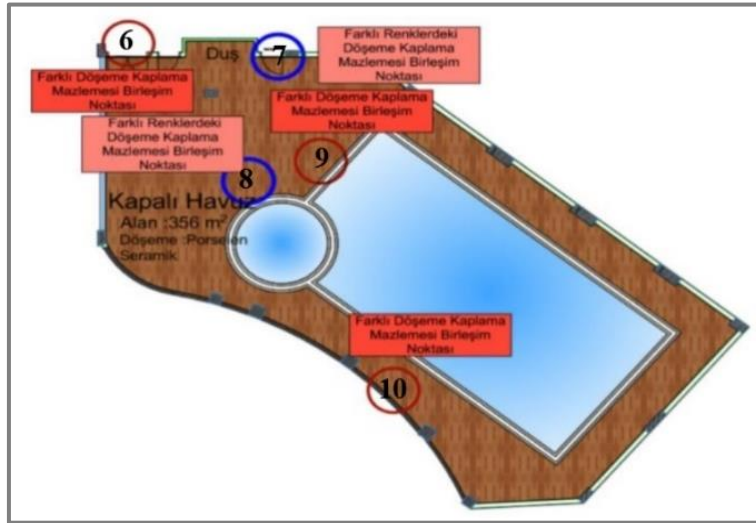 6
Duş
7
Farklı Renklerdeki
Döşeme Kaplama
Mazlemesi Birleşim
Noktası
Farklı Döşeme Kaplama
Mazlemesi Birleşim
Noktası
Farklı Döşeme Kaplama
Mazlemesi Birleşim
Noktası
Farklı Renklerdeki
Döşeme Kaplama
Mazlemesi Birleşim
Noktası
9
8
Kapalı Havuz
Alan :356 m²
Döşeme :Porselen
Seramik
Farklı Döşeme Kaplama
Mazlemesi Birleşim
Noktası
10